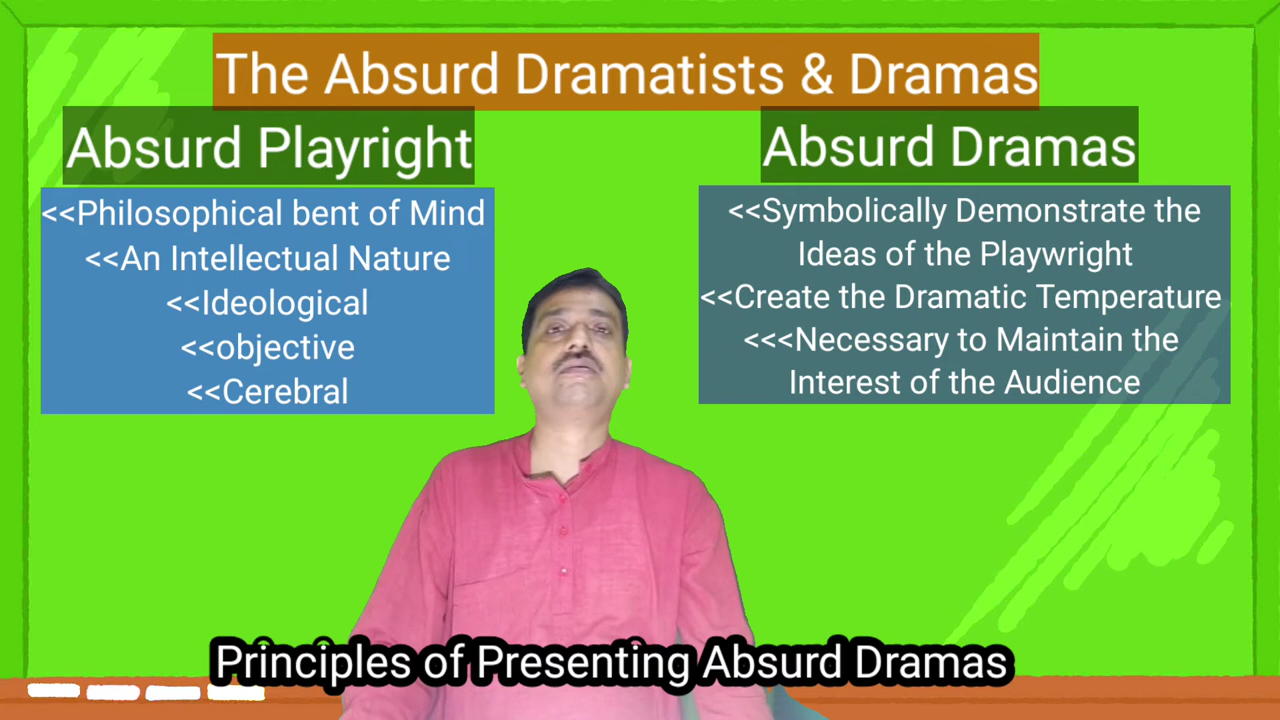 The Absurd Dramatists & Dramas
Absurd Playright
<<Philosophical bent of Mind
<<An Intellectual Nature
<<Ideological
<<objective
<<Cerebral
Absurd Dramas
<<Symbolically Demonstrate the
Ideas of the Playwright
<<Create the Dramatic Temperature
<<<Necessary to Maintain the
Interest of the Audience
Principles of Presenting Absurd Dramas